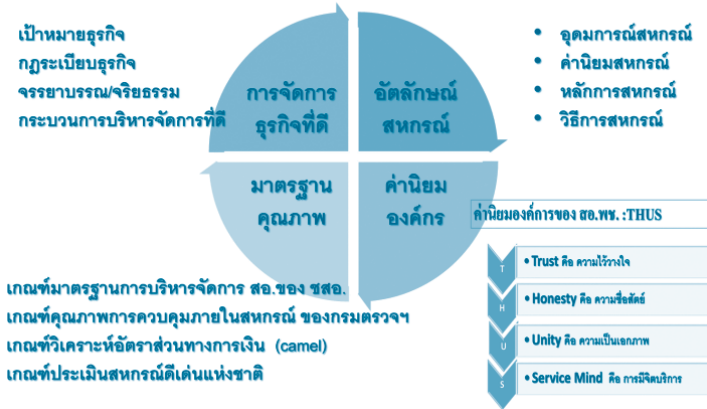 เป้าหมายธุรกิจ
กฎระเบียบธุรกิจ
จรรยาบรรณ/จริยธรรม
กระบวนการบริหารจัดการที่ดี
การจัดการ
ธุรกิจที่ดี
อัตลักษณ์
สหกรณ์
• อุดมการณ์สหกรณ์
• ค่านิยมสหกรณ์
• หลักการสหกรณ์
• วิธีการสหกรณ์
มาตรฐาน
คุณภาพ
ค่านิยม
องค์กร
ค่านิยมองค์การของ สอ.พช. :THUS
T
• Trust คือ ความไว้วางใจ
H
• Honesty คือ ความซื่อสัตย์
U
• Unity คือ ความเป็นเอกภาพ
S
• Service Mind คือ การมีจิตบริการ
เกณฑ์มาตรฐานการบริหารจัดการ สอ.ของ ชสอ.
เกณฑ์คุณภาพการควบคุมภายในสหกรณ์ ของกรมตรวจฯ
เกณฑ์วิเคราะห์อัตราส่วนทางการเงิน (camel)
เกณฑ์ประเมินสหกรณ์ดีเด่นแห่งชาติ